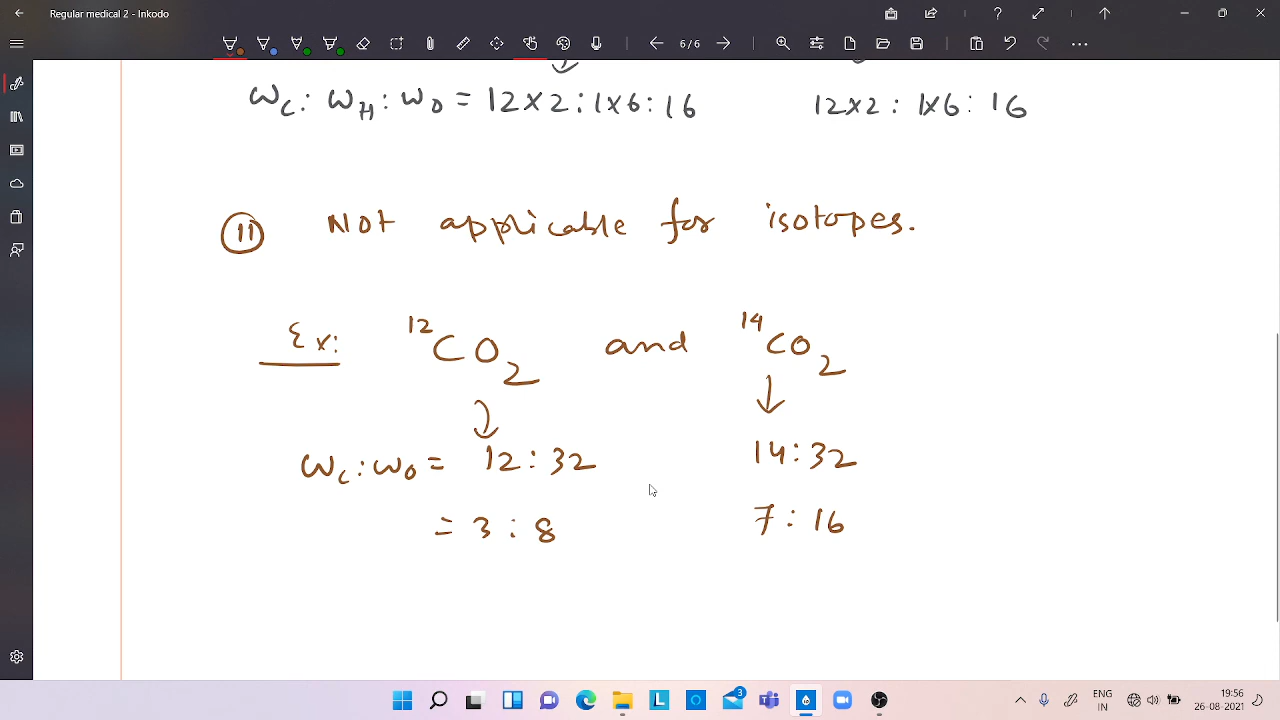 Regular medical 2 - Inkodo
6/6
W_C : W_H : W_O = 12×2 : 1×6 : 16 12×2 : 1×6 : 16
(II) Not applicable for isotopes.
Ex: ¹²CO₂ and ¹⁴CO₂
W_C : W_O = 12 : 32 14 : 32
= 3 : 8 7 : 16
3
ENG
IN
19:56
26-08-2021